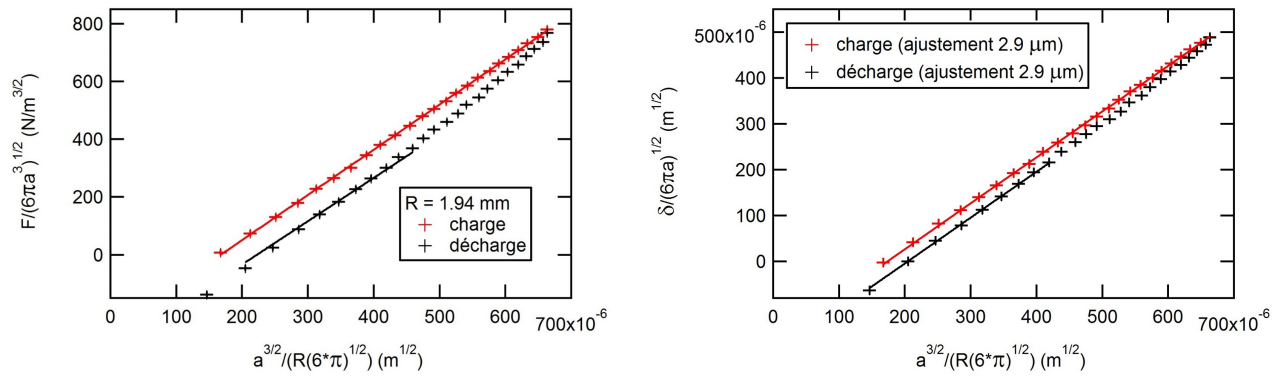 800
600
400
200
0
F/(6πa³)^1/2 (N/m^3/2)
R = 1.94 mm
charge
décharge
0 100 200 300 400 500 600 700x10^-6
a^3/2/(R(6*π)^1/2) (m^1/2)
500x10^-6
400
300
200
100
0
δ/(6πa)^1/2 (m^1/2)
charge (ajustement 2.9 μm)
décharge (ajustement 2.9 μm)
0 100 200 300 400 500 600 700x10^-6
a^3/2/(R(6*π)^1/2) (m^1/2)